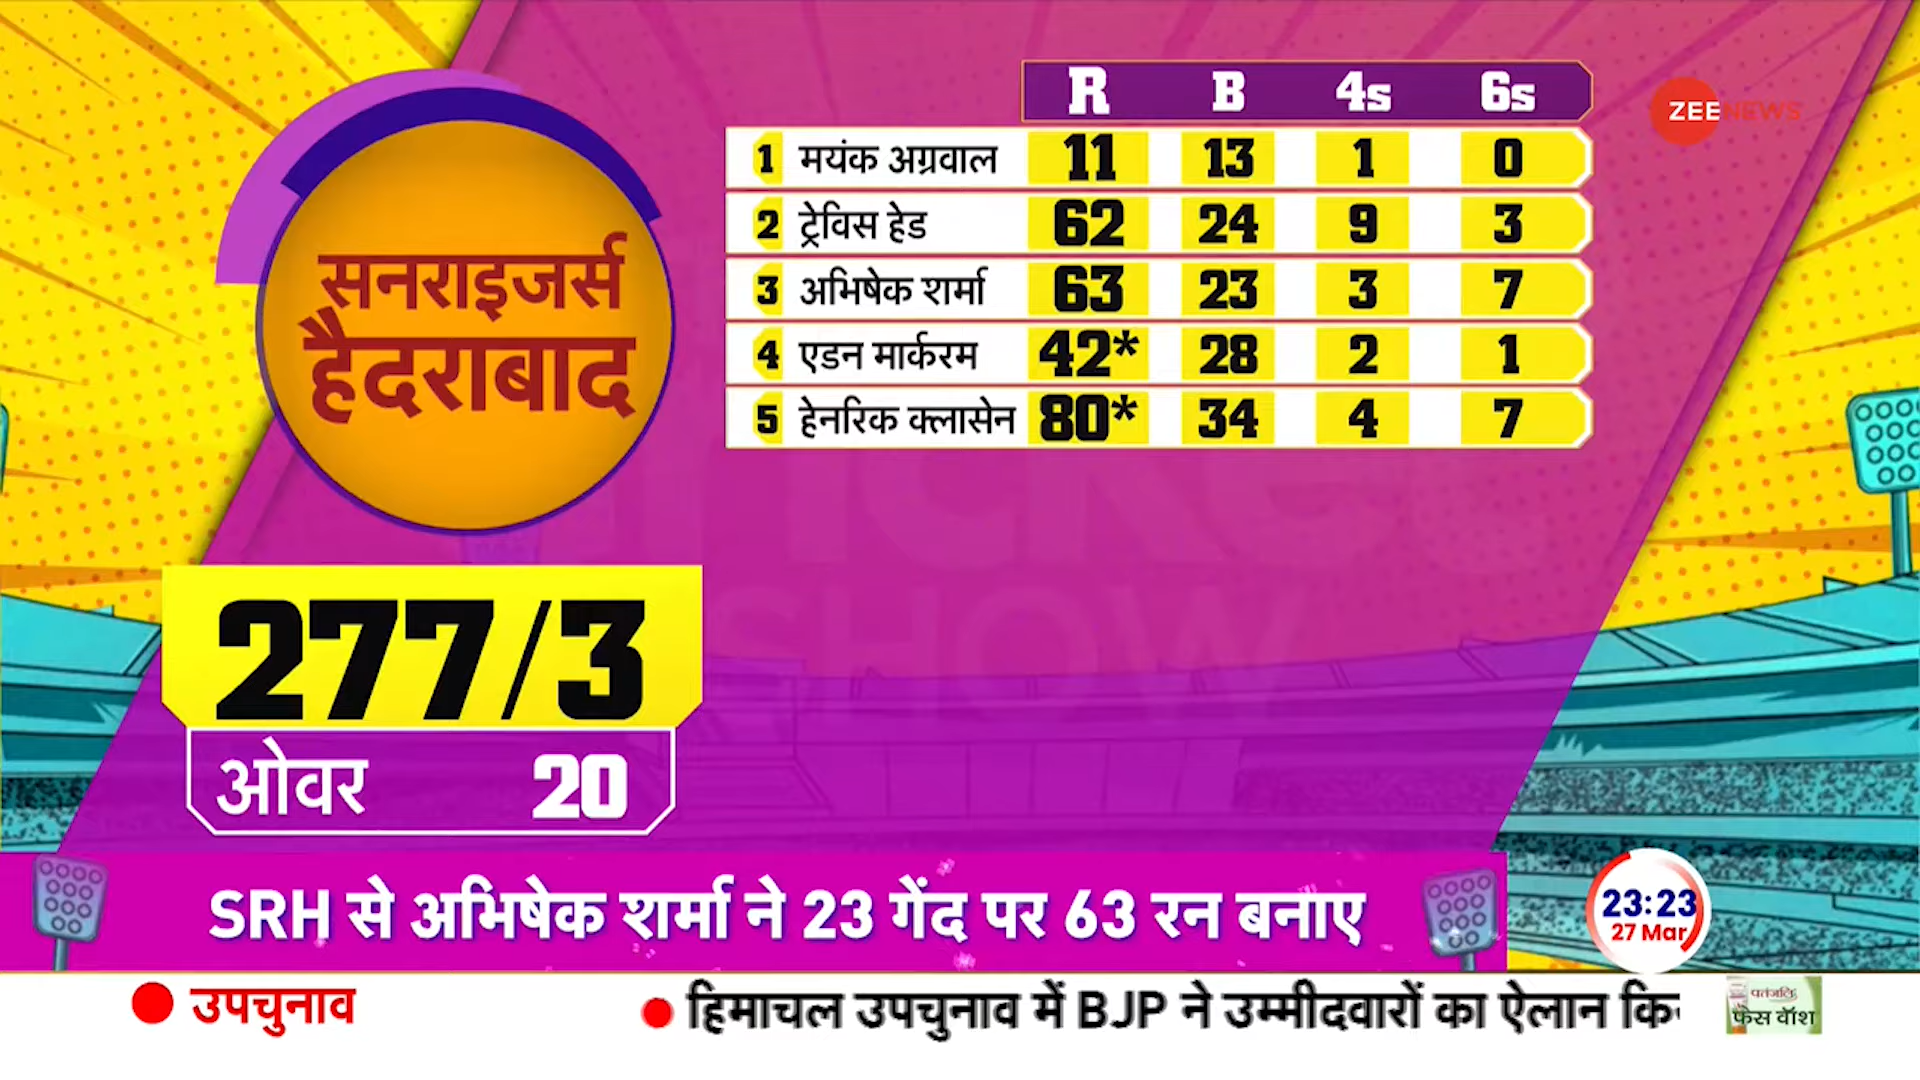 R B 4s 6s
ZEE NEWS
1 मयंक अग्रवाल 11 13 1 0
2 ट्रेविस हेड 62 24 9 3
3 अभिषेक शर्मा 63 23 3 7
4 एडन मार्करम 42* 28 2 1
5 हेनरिक क्लासेन 80* 34 4 7
सनराइजर्स
हैदराबाद
277/3
ओवर 20
SRH से अभिषेक शर्मा ने 23 गेंद पर 63 रन बनाए
23:23
27 Mar
उपचुनाव
हिमाचल उपचुनाव में BJP ने उम्मीदवारों का ऐलान
पतंजलि
फेस वॉश